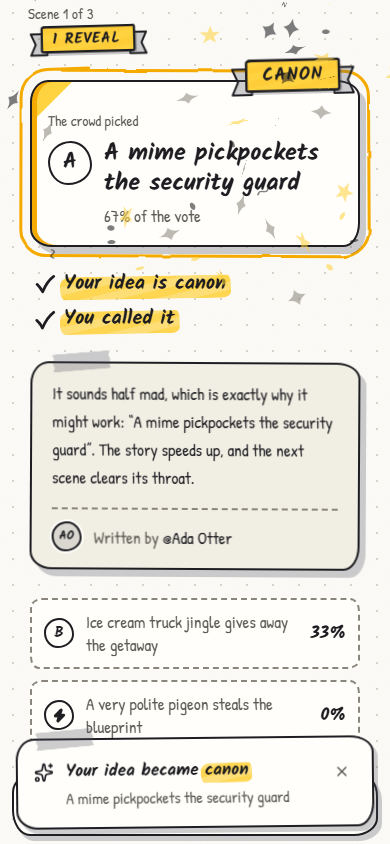 Scene 1 of 3
1 REVEAL
CANON
The crowd picked
A
A mime pickpockets
the security guard
67% of the vote
Your idea is canon
You called it
It sounds half mad, which is exactly why it
might work: “A mime pickpockets the security
guard”. The story speeds up, and the next
scene clears its throat.
AO
Written by @Ada Otter
B
Ice cream truck jingle gives away
the getaway
33%
A very polite pigeon steals the
blueprint
0%
Your idea became canon
A mime pickpockets the security guard